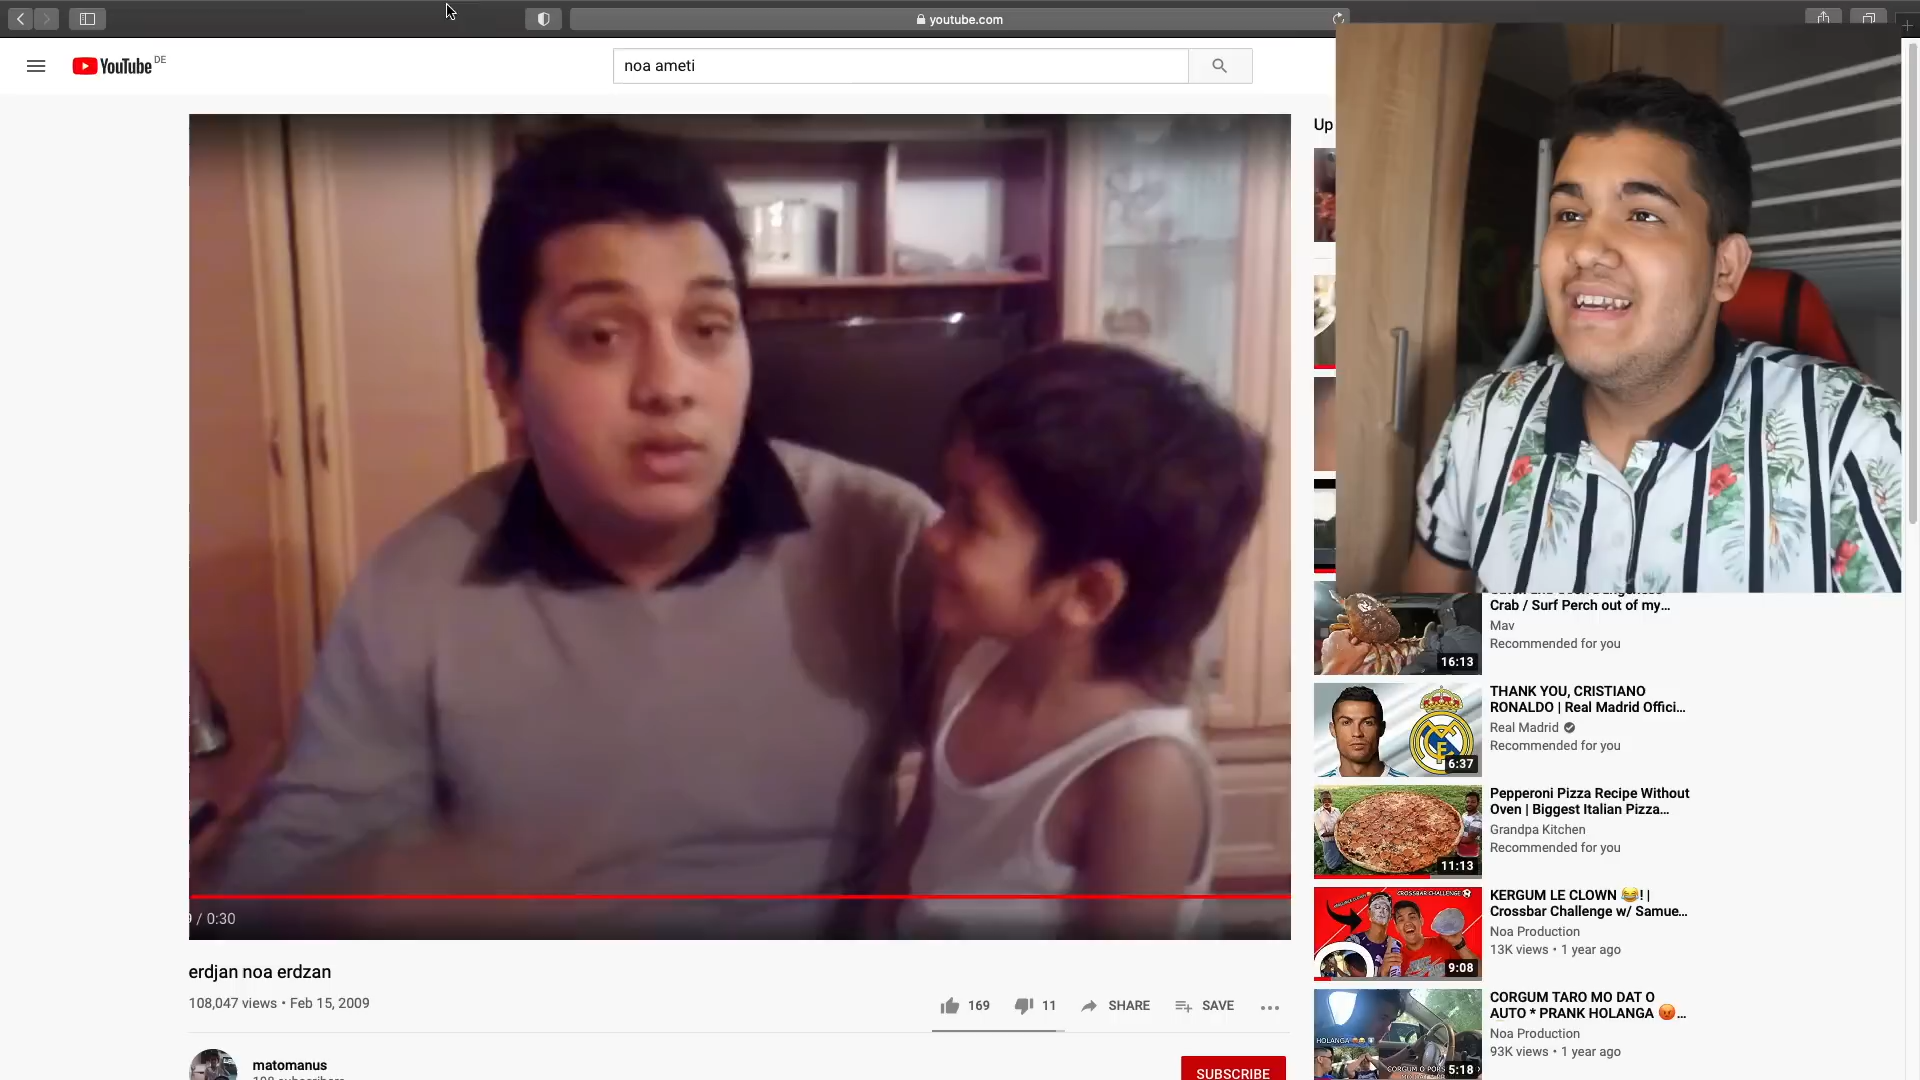 youtube.com
YouTube DE
noa ameti
Up
/ 0:30
erdjan noa erdzan
108,047 views • Feb 15, 2009
169
11
SHARE
SAVE
matomanus
SUBSCRIBE
Crab / Surf Perch out of my...
Mav
Recommended for you
16:13
THANK YOU, CRISTIANO
RONALDO | Real Madrid Offici...
Real Madrid
Recommended for you
6:37
Pepperoni Pizza Recipe Without
Oven | Biggest Italian Pizza...
Grandpa Kitchen
Recommended for you
11:13
CROSSBAR CHALLENGE
KERGUM LE CLOWN 😂! |
Crossbar Challenge w/ Samue...
Noa Production
13K views • 1 year ago
9:08
CORGUM TARO MO DAT O
AUTO * PRANK HOLANGA 😡...
Noa Production
93K views • 1 year ago
HOLANGA
5:18